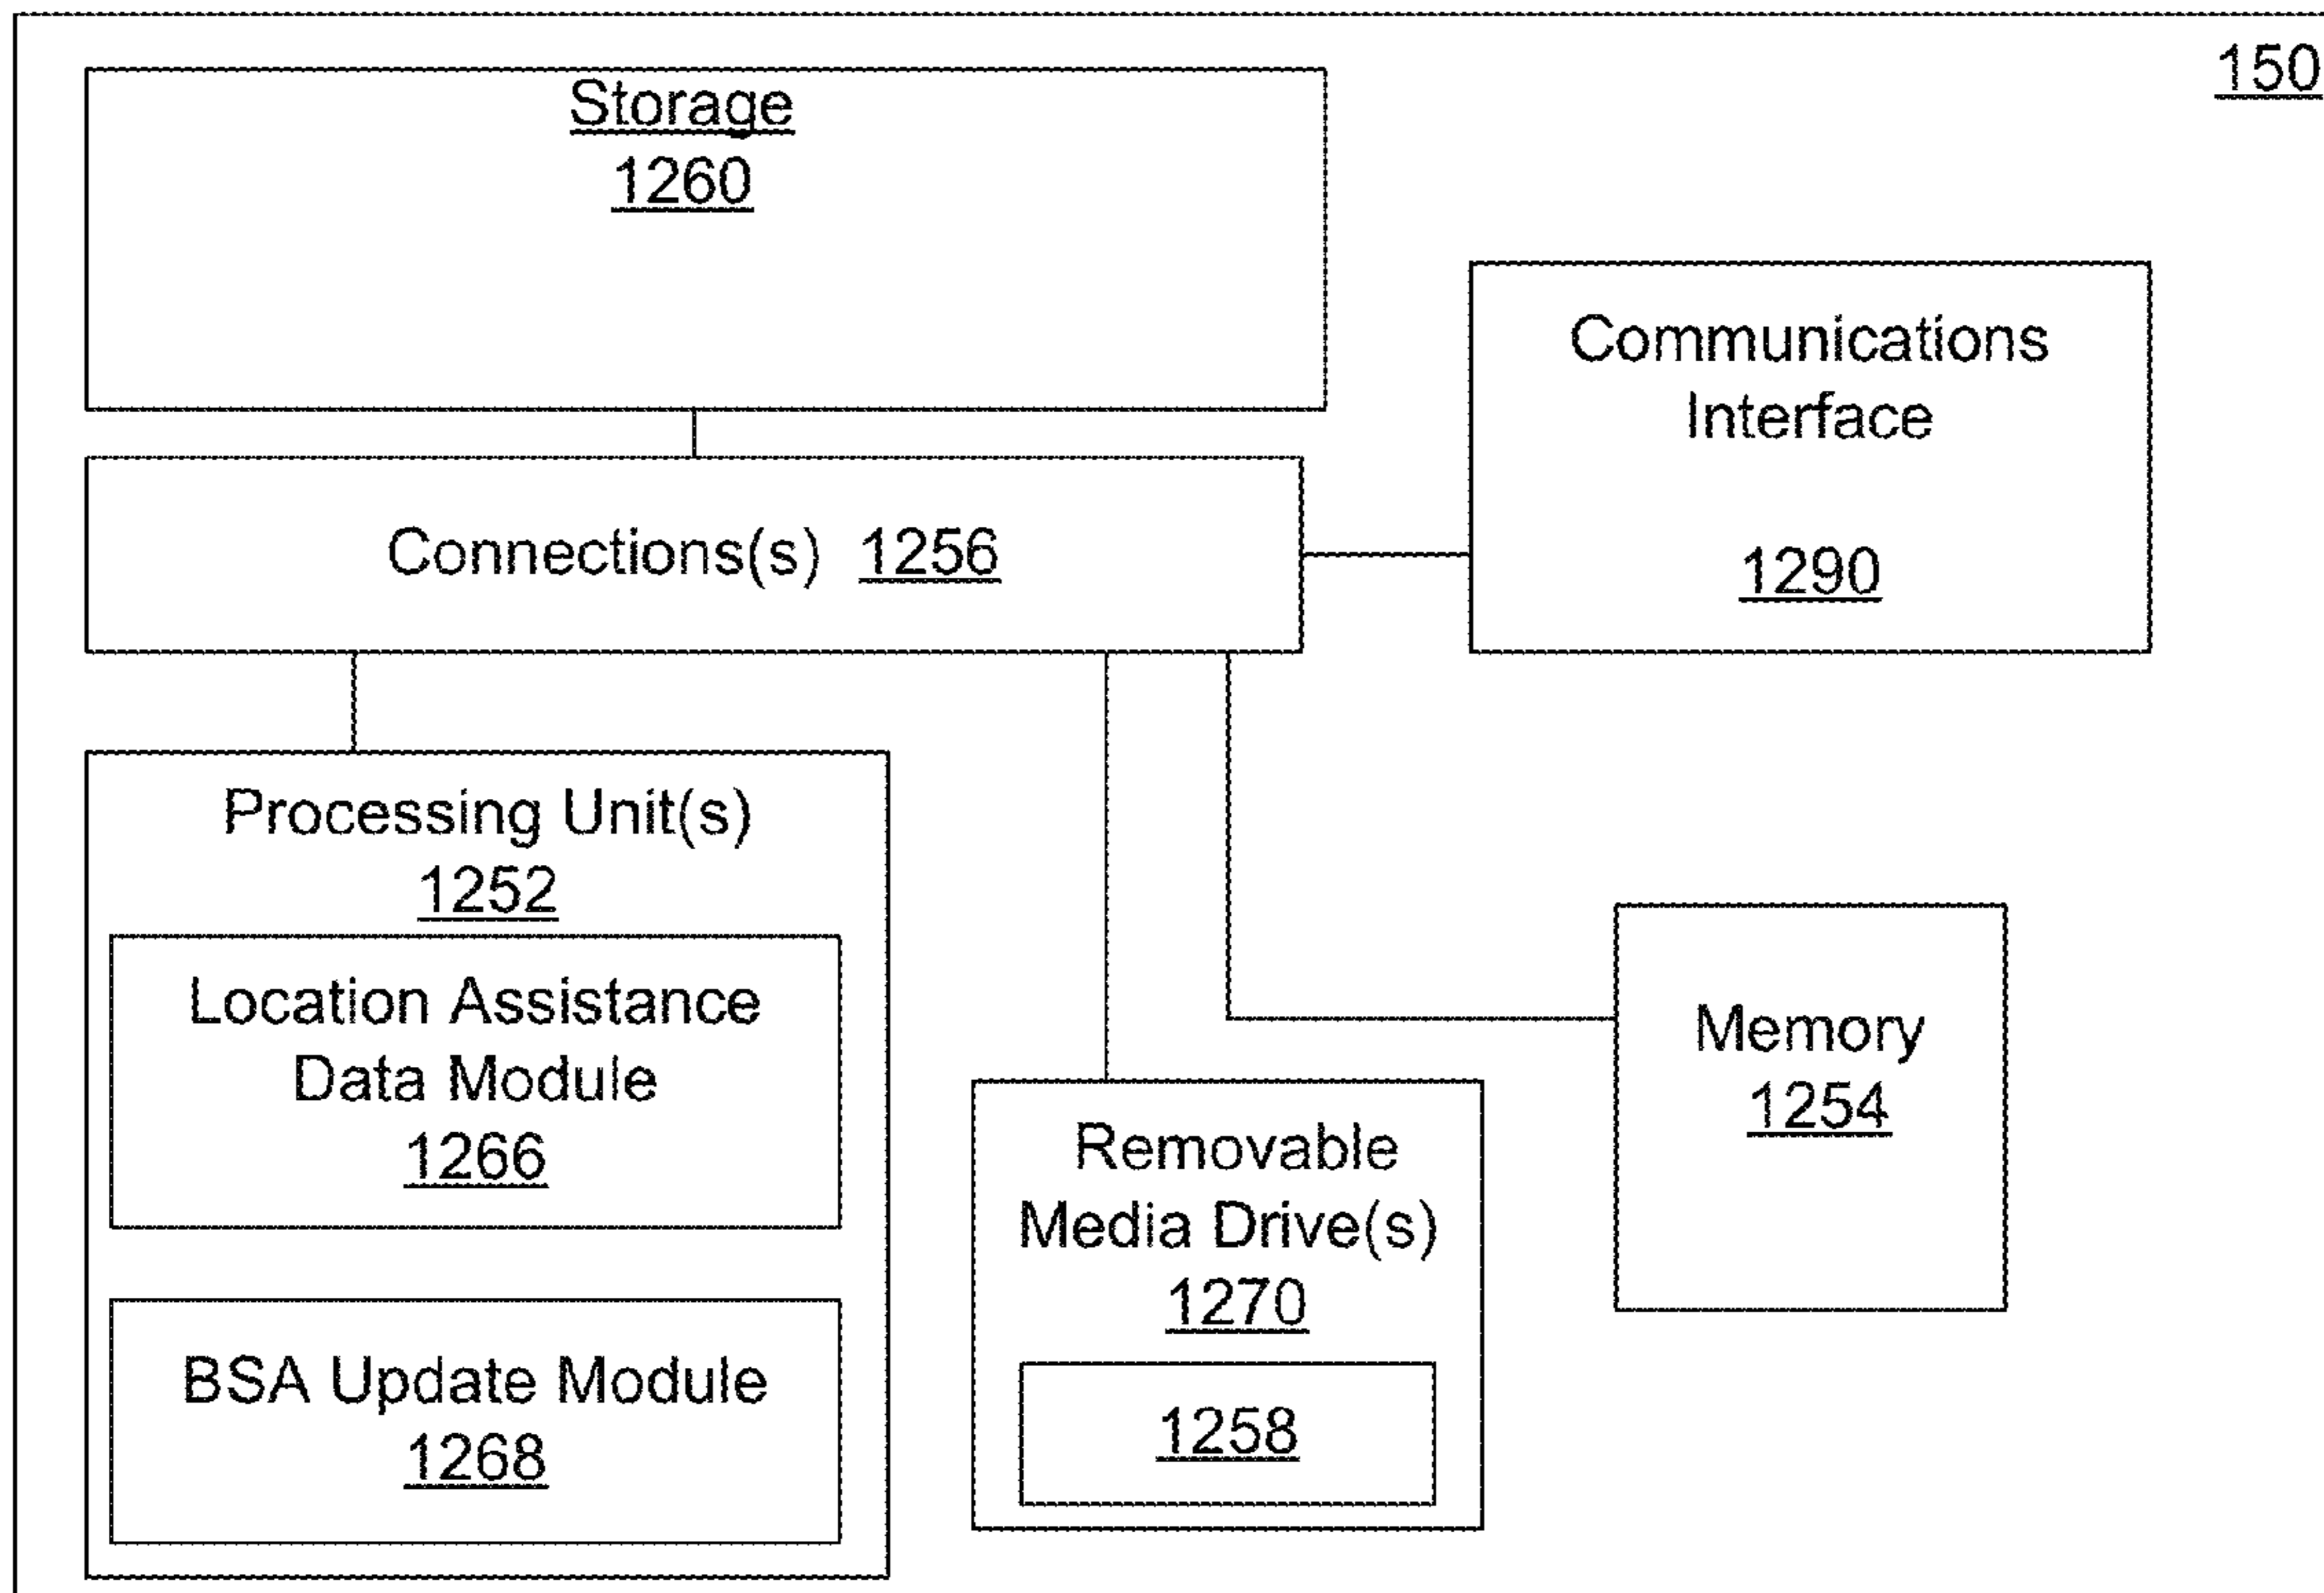 150
Storage
1260
Communications
Interface
1290
Connections(s) 1256
Processing Unit(s)
1252
Location Assistance
Data Module
1266
BSA Update Module
1268
Removable
Media Drive(s)
1270
1258
Memory
1254